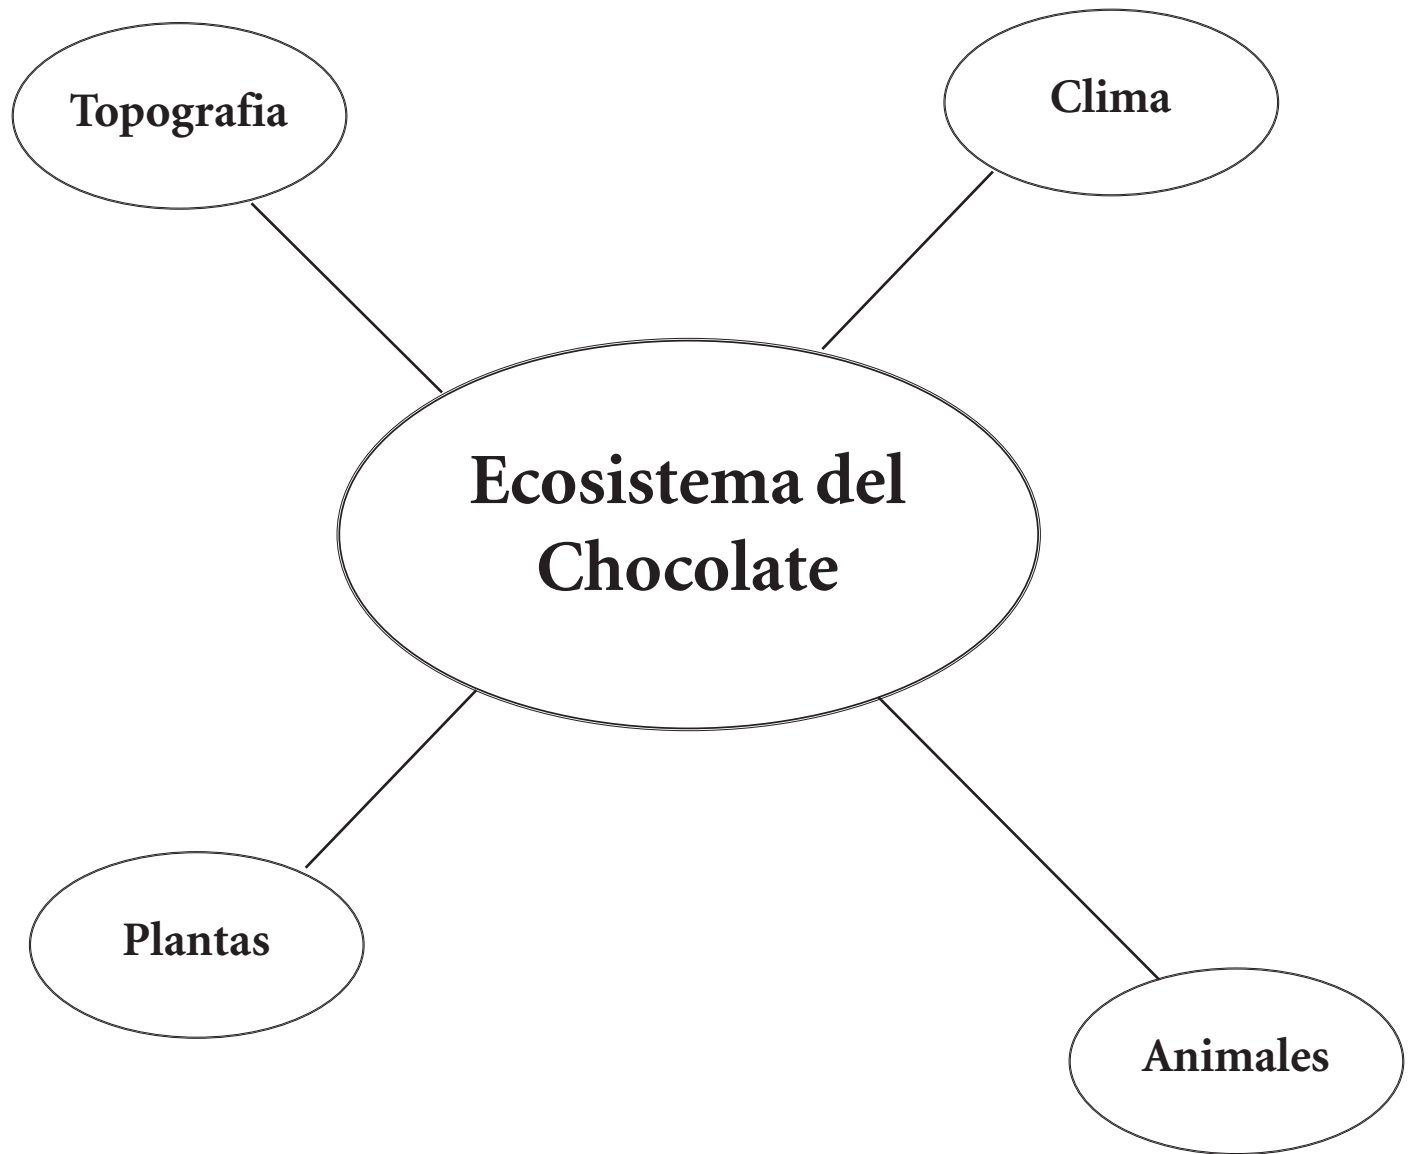 Topografia
Clima
Ecosistema del
Chocolate
Plantas
Animales